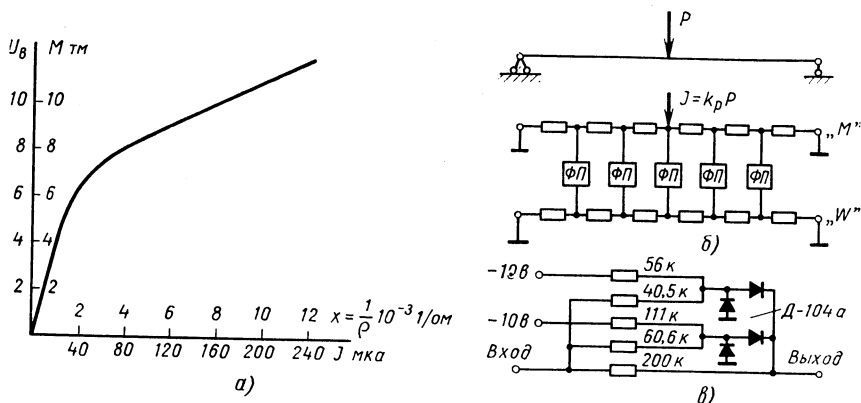 U_в M тм
10 10
8 8
6 6
4 4
2 2
2 4 6 8 10 12 x = 1/ρ 10⁻³ 1/ом
40 80 120 160 200 240 J мка
а)
P
J = k_p P
„M"
ФП ФП ФП ФП ФП
„W"
б)
−12в 56 к
40,5 к
−10в 111 к
Д-104 а
60,6 к
Вход 200 к Выход
в)